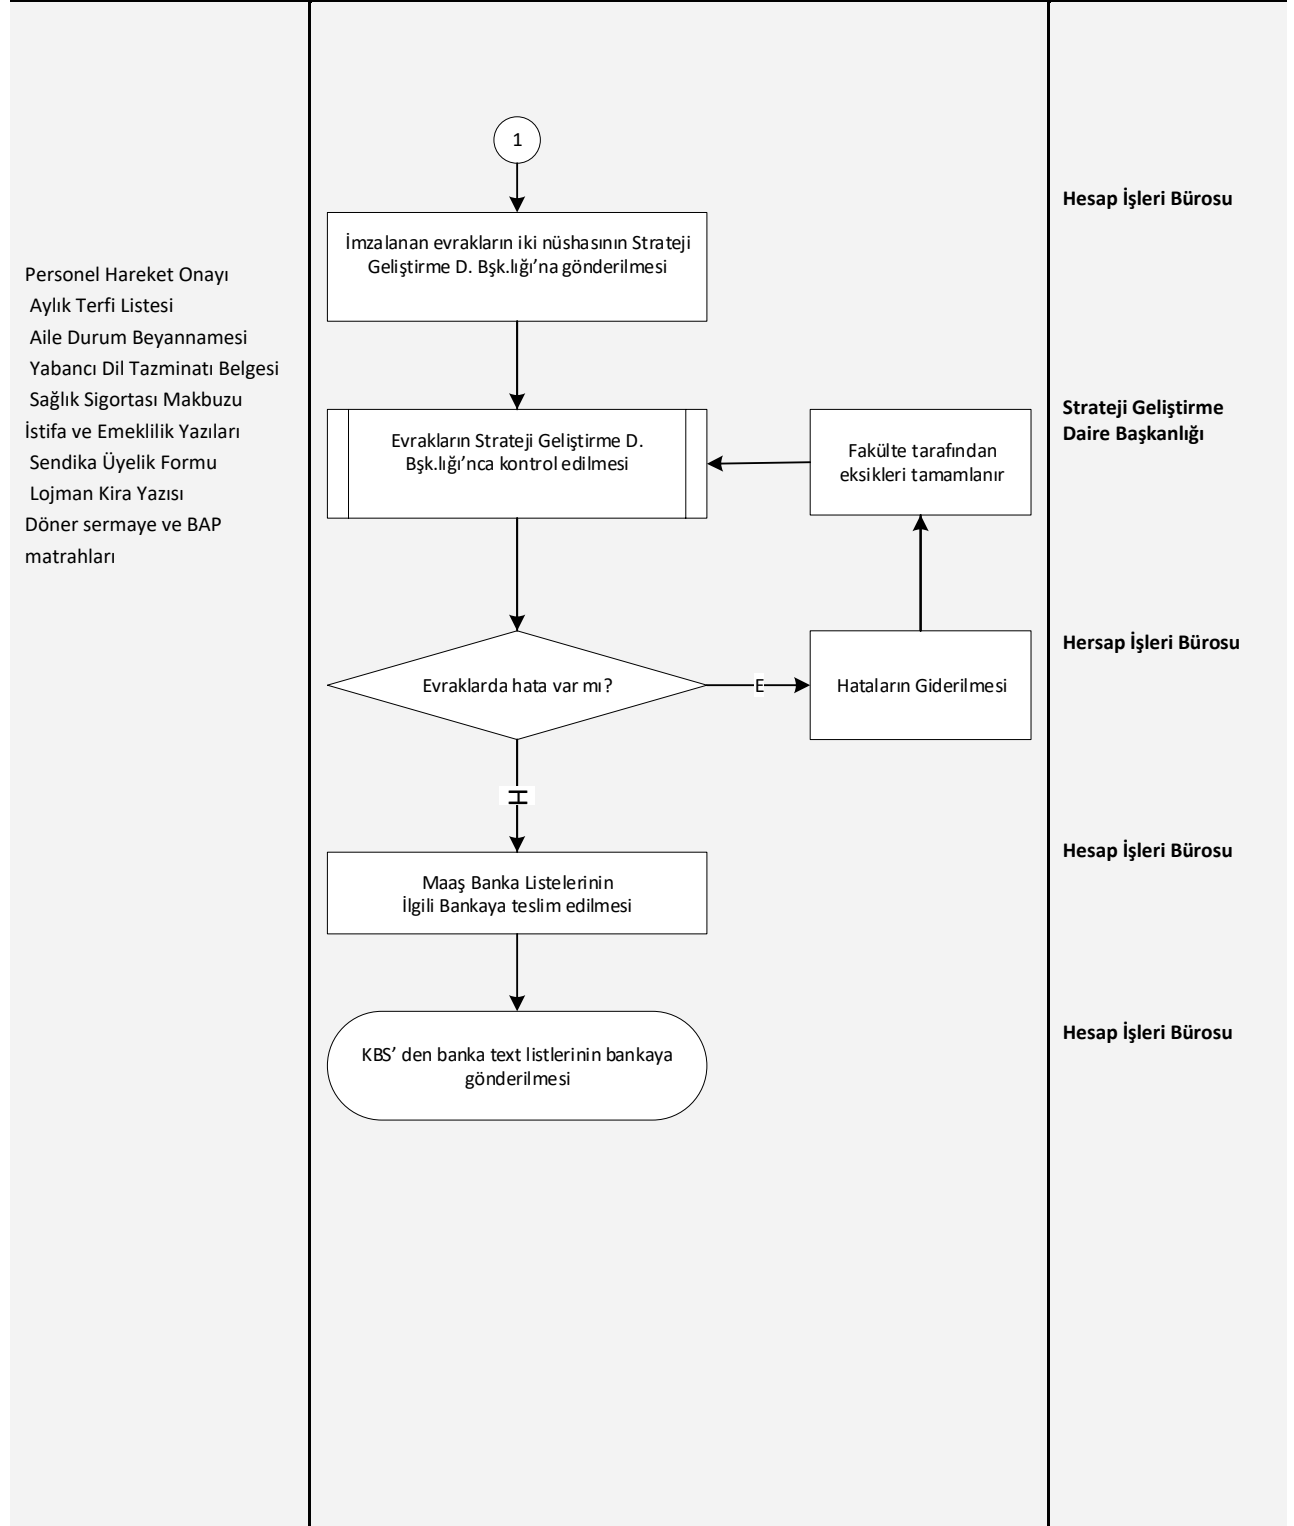 Personel Hareket Onayı
Aylık Terfi Listesi
Aile Durum Beyannamesi
Yabancı Dil Tazminatı Belgesi
Sağlık Sigortası Makbuzu
İstifa ve Emeklilik Yazıları
Sendika Üyelik Formu
Lojman Kira Yazısı
Döner sermaye ve BAP
matrahları
1
İmzalanan evrakların iki nüshasının Strateji
Geliştirme D. Bşk.lığı’na gönderilmesi
Evrakların Strateji Geliştirme D.
Bşk.lığı’nca kontrol edilmesi
Fakülte tarafından
eksikleri tamamlanır
Evraklarda hata var mı?
E
Hataların Giderilmesi
H
Maaş Banka Listelerinin
İlgili Bankaya teslim edilmesi
KBS’ den banka text listlerinin bankaya
gönderilmesi
Hesap İşleri Bürosu
Strateji Geliştirme
Daire Başkanlığı
Hersap İşleri Bürosu
Hesap İşleri Bürosu
Hesap İşleri Bürosu